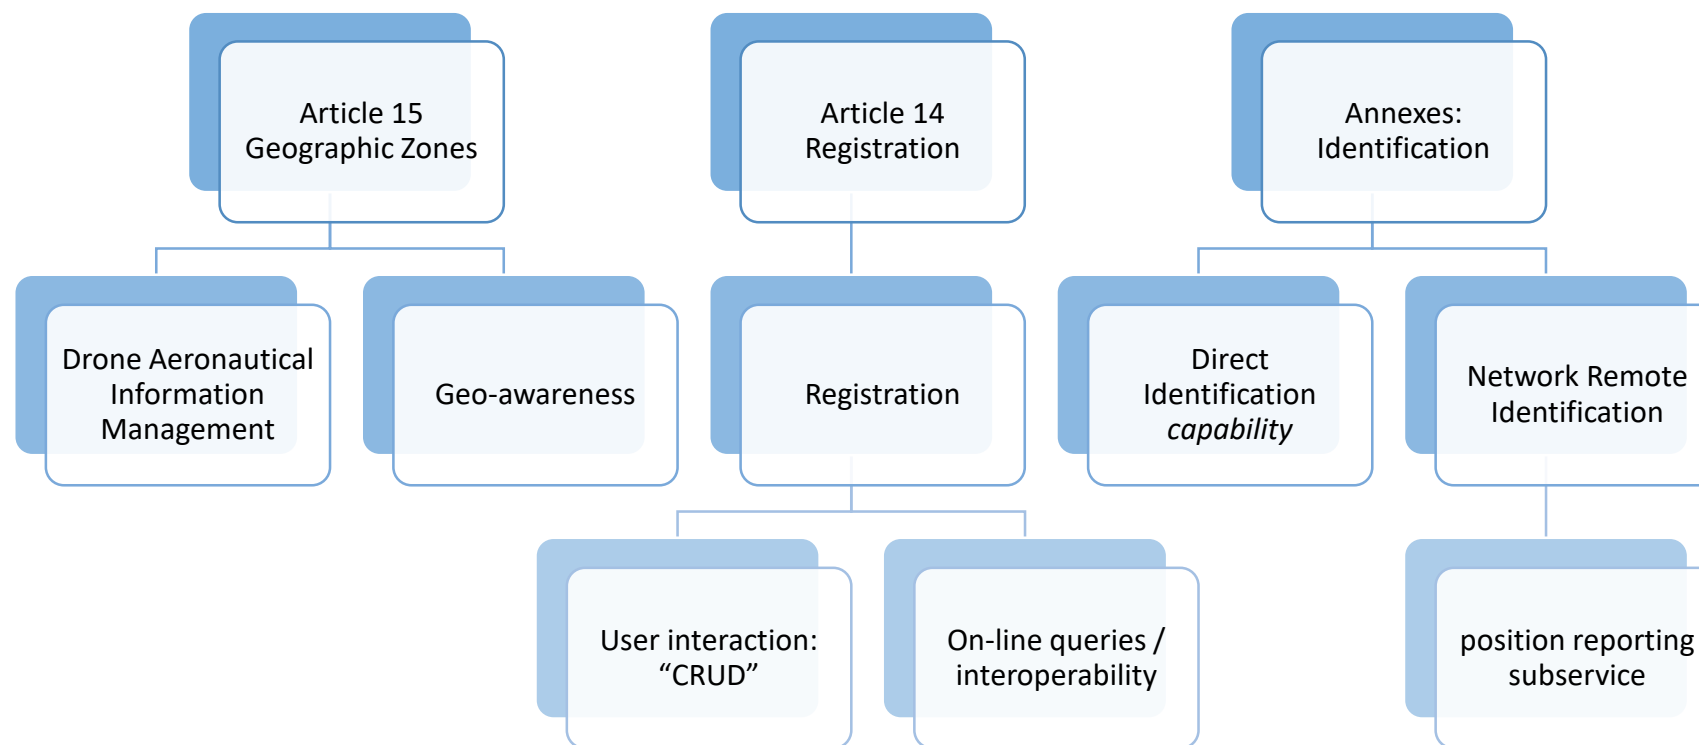 Article 15
Geographic Zones
Article 14
Registration
Annexes:
Identification
Drone Aeronautical
Information
Management
Geo-awareness
Registration
Direct
Identification
capability
Network Remote
Identification
User interaction:
“CRUD”
On-line queries /
interoperability
position reporting
subservice